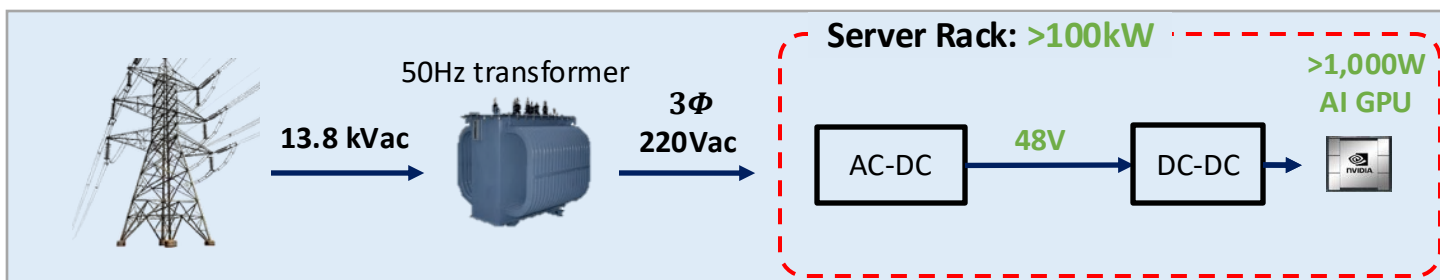 Server Rack: >100kW
50Hz transformer
>1,000W
AI GPU
3Φ
13.8 kVac
220Vac
AC-DC
48V
DC-DC
NVIDIA